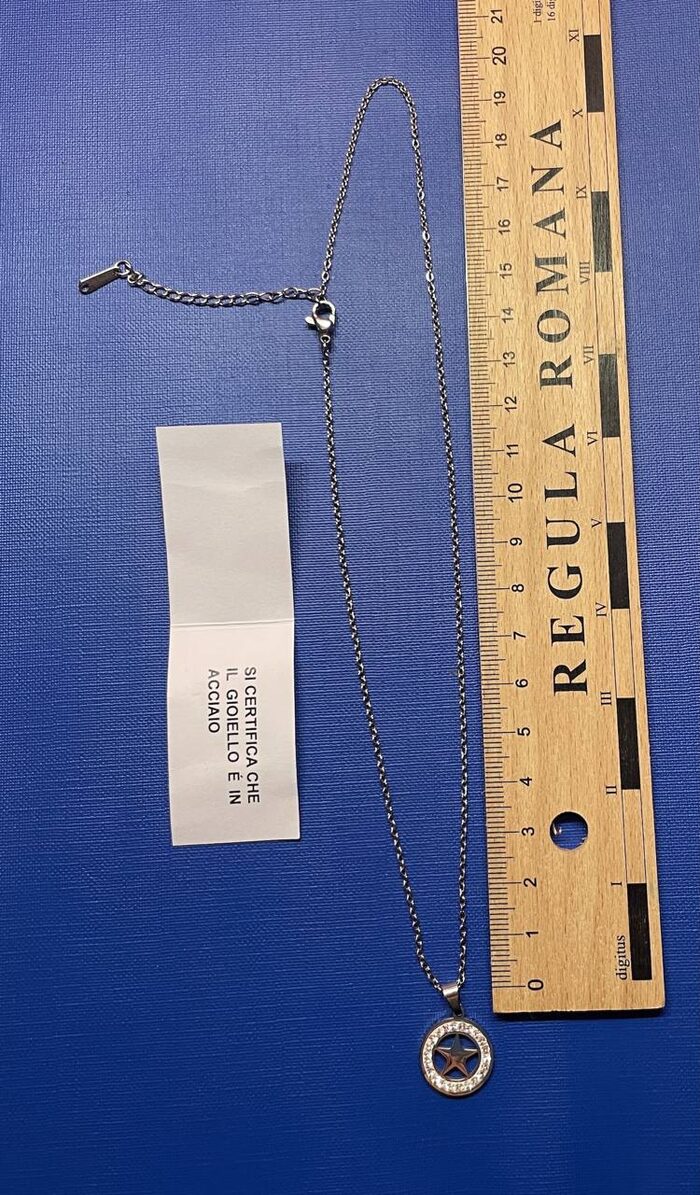 REGULA ROMANA
0 1 2 3 4 5 6 7 8 9 10 11 12 13 14 15 16 17 18 19 20 21
digitus I II III IV V VI VII VIII IX X XI
SI CERTIFICA CHE
IL GIOIELLO É IN
ACCIAIO